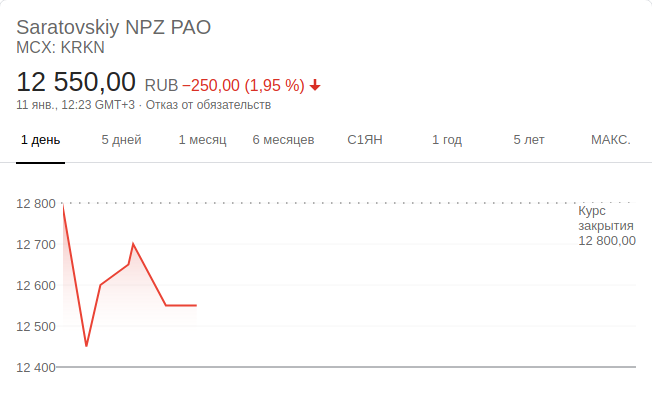 Saratovskiy NPZ PAO
MCX: KRKN
12 550,00 RUB −250,00 (1,95 %)
11 янв., 12:23 GMT+3 · Отказ от обязательств
1 день 5 дней 1 месяц 6 месяцев С1ЯН 1 год 5 лет МАКС.
12 800
Курс
закрытия
12 800,00
12 700
12 600
12 500
12 400